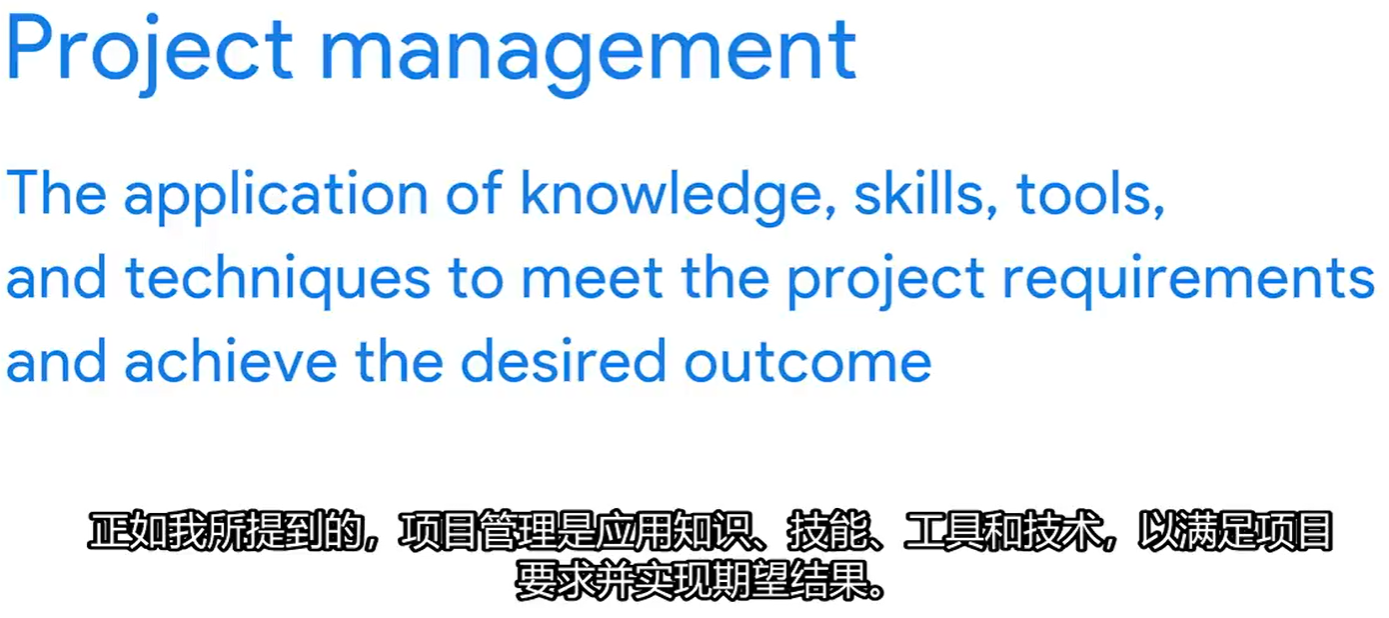 Project management
The application of knowledge, skills, tools,
and techniques to meet the project requirements
and achieve the desired outcome
正如我所提到的，项目管理是应用知识、技能、工具和技术，以满足项目
要求并实现期望结果。